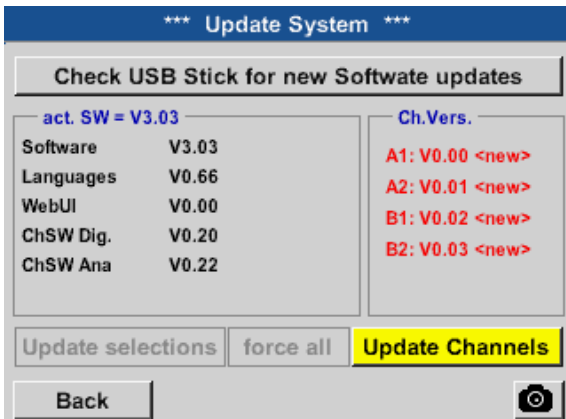 *** Update System ***
Check USB Stick for new Softwate updates
act. SW = V3.03
Software V3.03
Languages V0.66
WebUI V0.00
ChSW Dig. V0.20
ChSW Ana V0.22
Ch.Vers.
A1: V0.00 <new>
A2: V0.01 <new>
B1: V0.02 <new>
B2: V0.03 <new>
Update selections force all Update Channels
Back